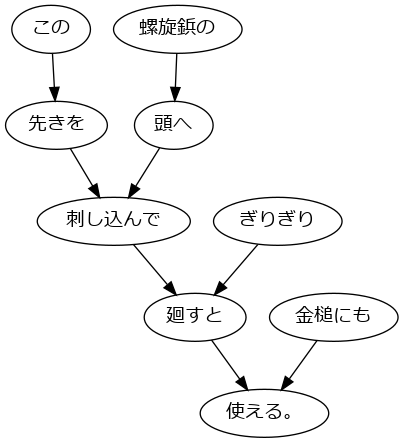 この 螺旋鋲の
先きを 頭へ
刺し込んで ぎりぎり
廻すと 金槌にも
使える。